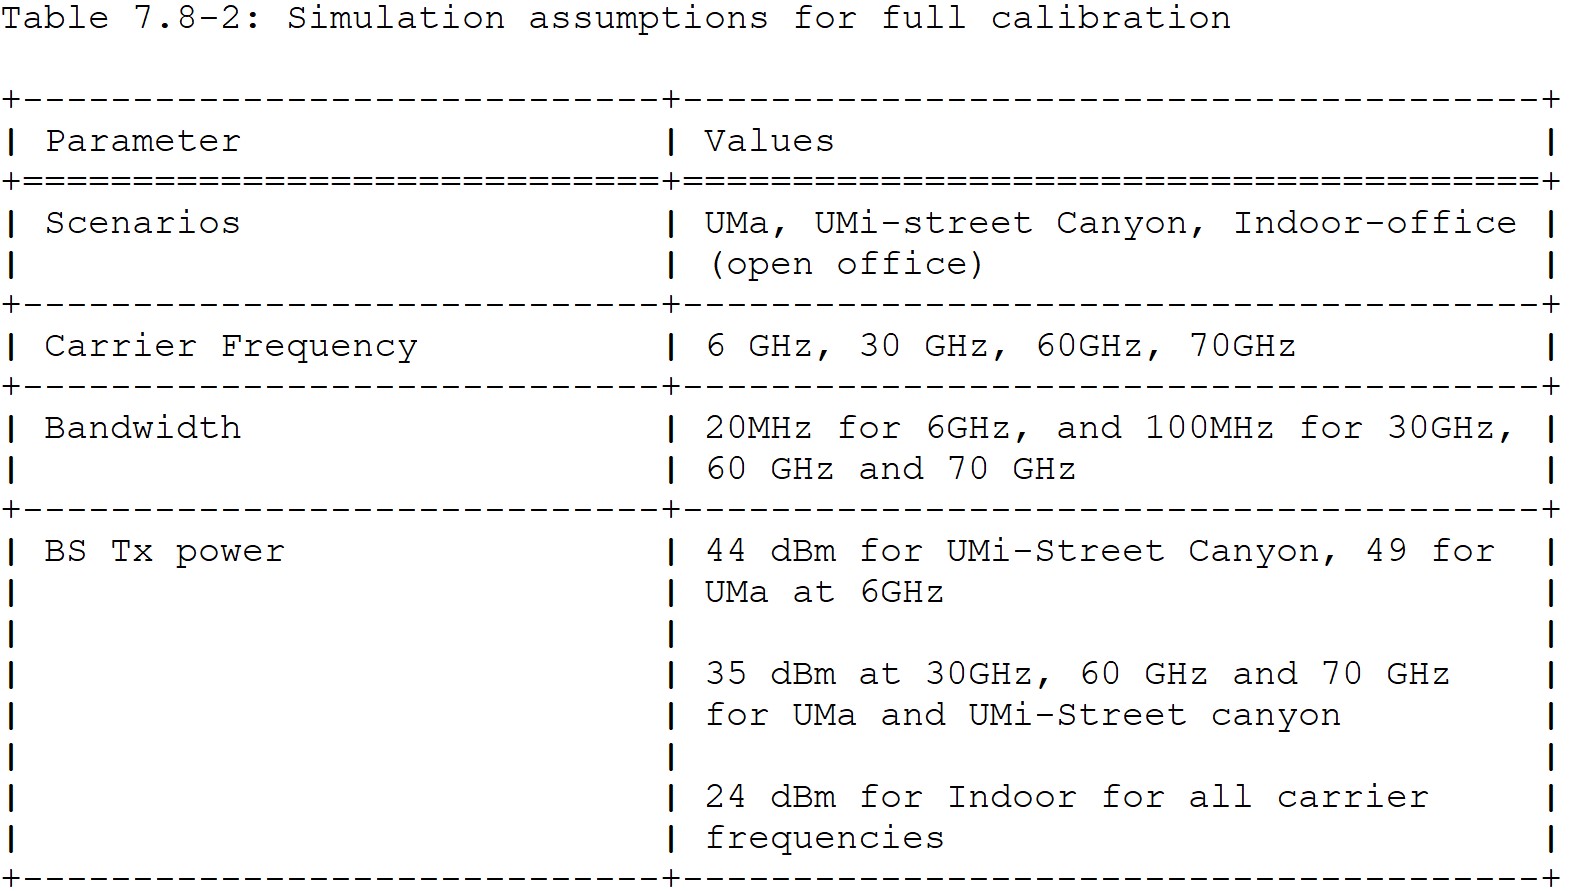 Table 7.8-2: Simulation assumptions for full calibration

+-----------------------------+---------------------------------------+
| Parameter                   | Values                                |
+=============================+=======================================+
| Scenarios                   | UMa, UMi-street Canyon, Indoor-office |
|                             | (open office)                         |
+-----------------------------+---------------------------------------+
| Carrier Frequency           | 6 GHz, 30 GHz, 60GHz, 70GHz           |
+-----------------------------+---------------------------------------+
| Bandwidth                   | 20MHz for 6GHz, and 100MHz for 30GHz, |
|                             | 60 GHz and 70 GHz                     |
+-----------------------------+---------------------------------------+
| BS Tx power                 | 44 dBm for UMi-Street Canyon, 49 for  |
|                             | UMa at 6GHz                           |
|                             |                                       |
|                             | 35 dBm at 30GHz, 60 GHz and 70 GHz    |
|                             | for UMa and UMi-Street canyon         |
|                             |                                       |
|                             | 24 dBm for Indoor for all carrier     |
|                             | frequencies                           |
+-----------------------------+---------------------------------------+